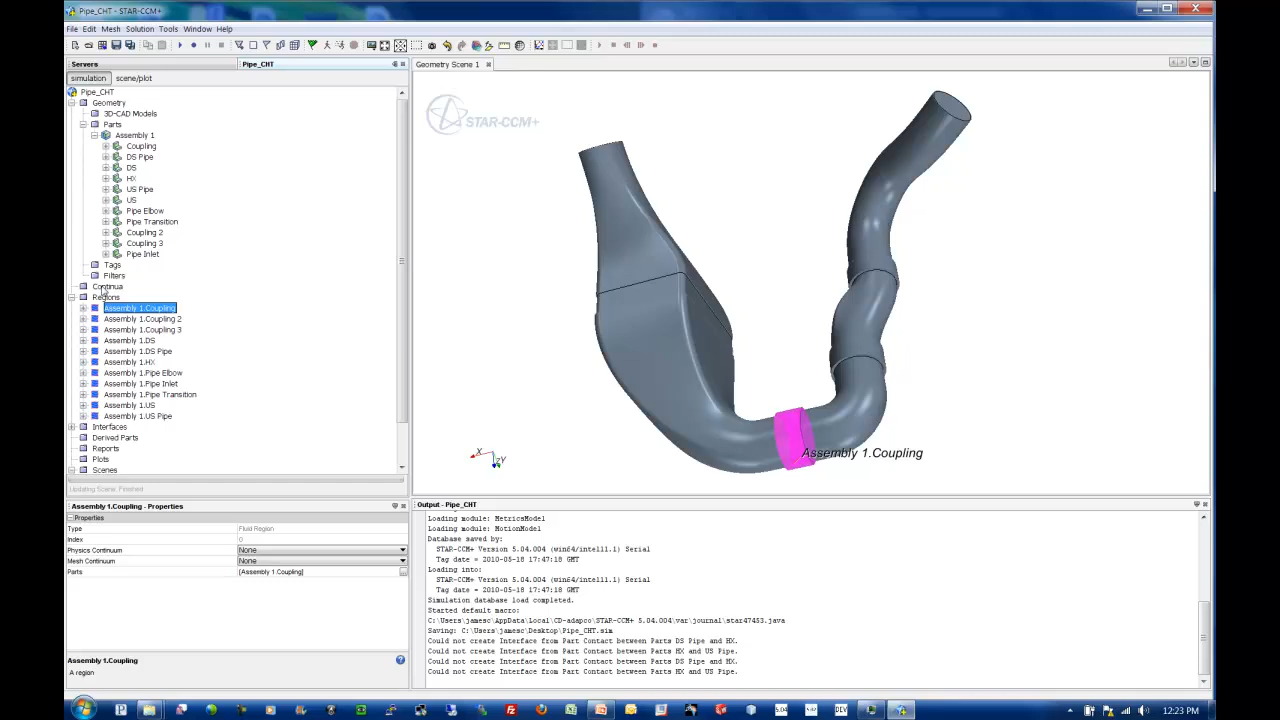 Pipe_CHT - STAR-CCM+
File Edit Mesh Solution Tools Window Help
Servers
Pipe_CHT
simulation
scene/plot
Pipe_CHT
Geometry
3D-CAD Models
Parts
Assembly 1
Coupling
DS Pipe
DS
HX
US Pipe
US
Pipe Elbow
Pipe Transition
Coupling 2
Coupling 3
Pipe Inlet
Tags
Filters
Continua
Regions
Assembly 1.Coupling
Assembly 1.Coupling 2
Assembly 1.Coupling 3
Assembly 1.DS
Assembly 1.DS Pipe
Assembly 1.HX
Assembly 1.Pipe Elbow
Assembly 1.Pipe Inlet
Assembly 1.Pipe Transition
Assembly 1.US
Assembly 1.US Pipe
Interfaces
Derived Parts
Reports
Plots
Scenes
Updating Scene: Finished
Assembly 1.Coupling - Properties
Properties
Type Fluid Region
Index 0
Physics Continuum None
Mesh Continuum None
Parts [Assembly 1.Coupling]
Assembly 1.Coupling
A region
Geometry Scene 1
STAR-CCM+
Assembly 1.Coupling
X
Z Y
Output - Pipe_CHT
Loading module: MetricsModel
Loading module: MotionModel
Database saved by:
STAR-CCM+ Version 5.04.004 (win64/intel11.1) Serial
Tag date = 2010-05-18 17:47:18 GMT
Loading into:
STAR-CCM+ Version 5.04.004 (win64/intel11.1) Serial
Tag date = 2010-05-18 17:47:18 GMT
Simulation database load completed.
Started default macro:
C:\Users\jamesc\AppData\Local\CD-adapco\STAR-CCM+ 5.04.004\var\journal\star47453.java
Saving: C:\Users\jamesc\Desktop\Pipe_CHT.sim
Could not create Interface from Part Contact between Parts DS Pipe and HX.
Could not create Interface from Part Contact between Parts HX and US Pipe.
Could not create Interface from Part Contact between Parts DS Pipe and HX.
Could not create Interface from Part Contact between Parts HX and US Pipe.
5.04
DEV
12:23 PM